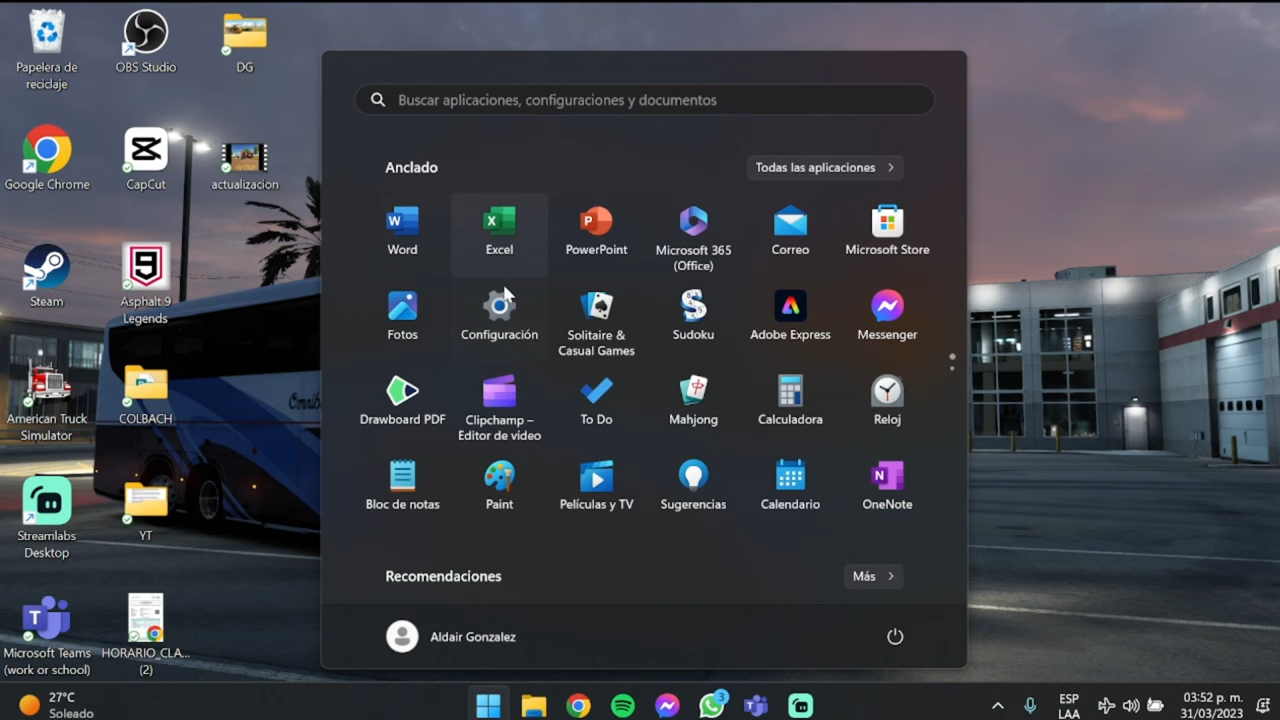 Papelera de
reciclaje
OBS Studio
DG
Google Chrome
CapCut
actualizacion
Steam
Asphalt 9
Legends
American Truck
Simulator
COLBACH
Streamlabs
Desktop
YT
Microsoft Teams
(work or school)
HORARIO_CLA...
(2)
Buscar aplicaciones, configuraciones y documentos
Anclado
Todas las aplicaciones
Word
Excel
PowerPoint
Microsoft 365
(Office)
Correo
Microsoft Store
Fotos
Configuración
Solitaire &
Casual Games
Sudoku
Adobe Express
Messenger
Drawboard PDF
Clipchamp –
Editor de vídeo
To Do
Mahjong
Calculadora
Reloj
Bloc de notas
Paint
Películas y TV
Sugerencias
Calendario
OneNote
Recomendaciones
Más
Aldair Gonzalez
27°C
Soleado
3
ESP
LAA
03:52 p. m.
31/03/2023